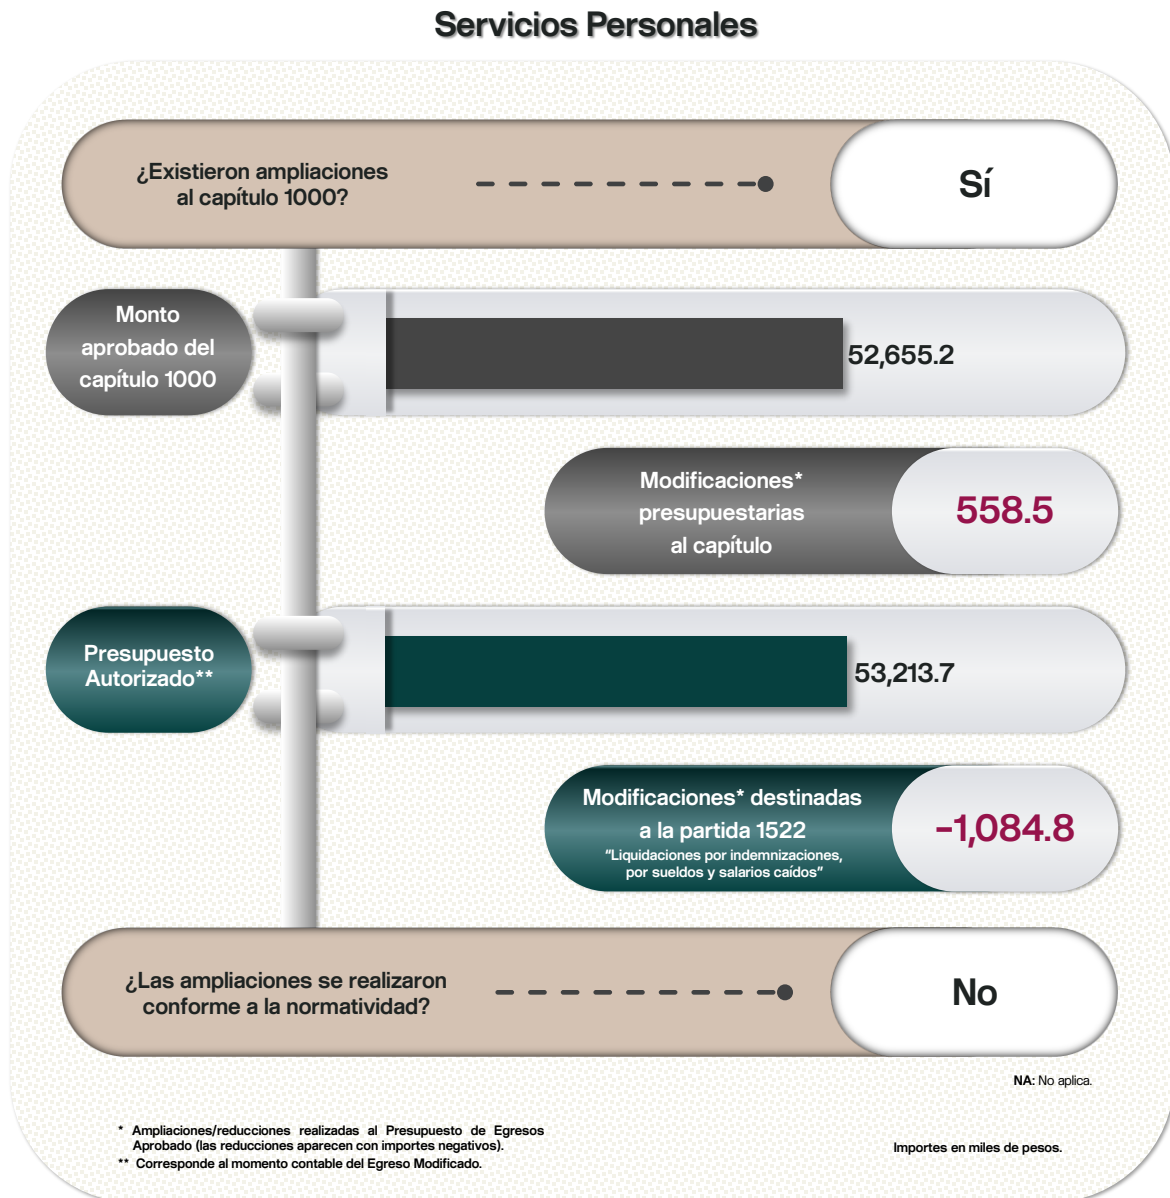 Servicios Personales
¿Existieron ampliaciones
al capítulo 1000?
Sí
Monto
aprobado del
capítulo 1000
52,655.2
Modificaciones*
presupuestarias
al capítulo
558.5
Presupuesto
Autorizado**
53,213.7
Modificaciones* destinadas
a la partida 1522
"Liquidaciones por indemnizaciones,
por sueldos y salarios caídos"
-1,084.8
¿Las ampliaciones se realizaron
conforme a la normatividad?
No
NA: No aplica.
* Ampliaciones/reducciones realizadas al Presupuesto de Egresos
Aprobado (las reducciones aparecen con importes negativos).
** Corresponde al momento contable del Egreso Modificado.
Importes en miles de pesos.